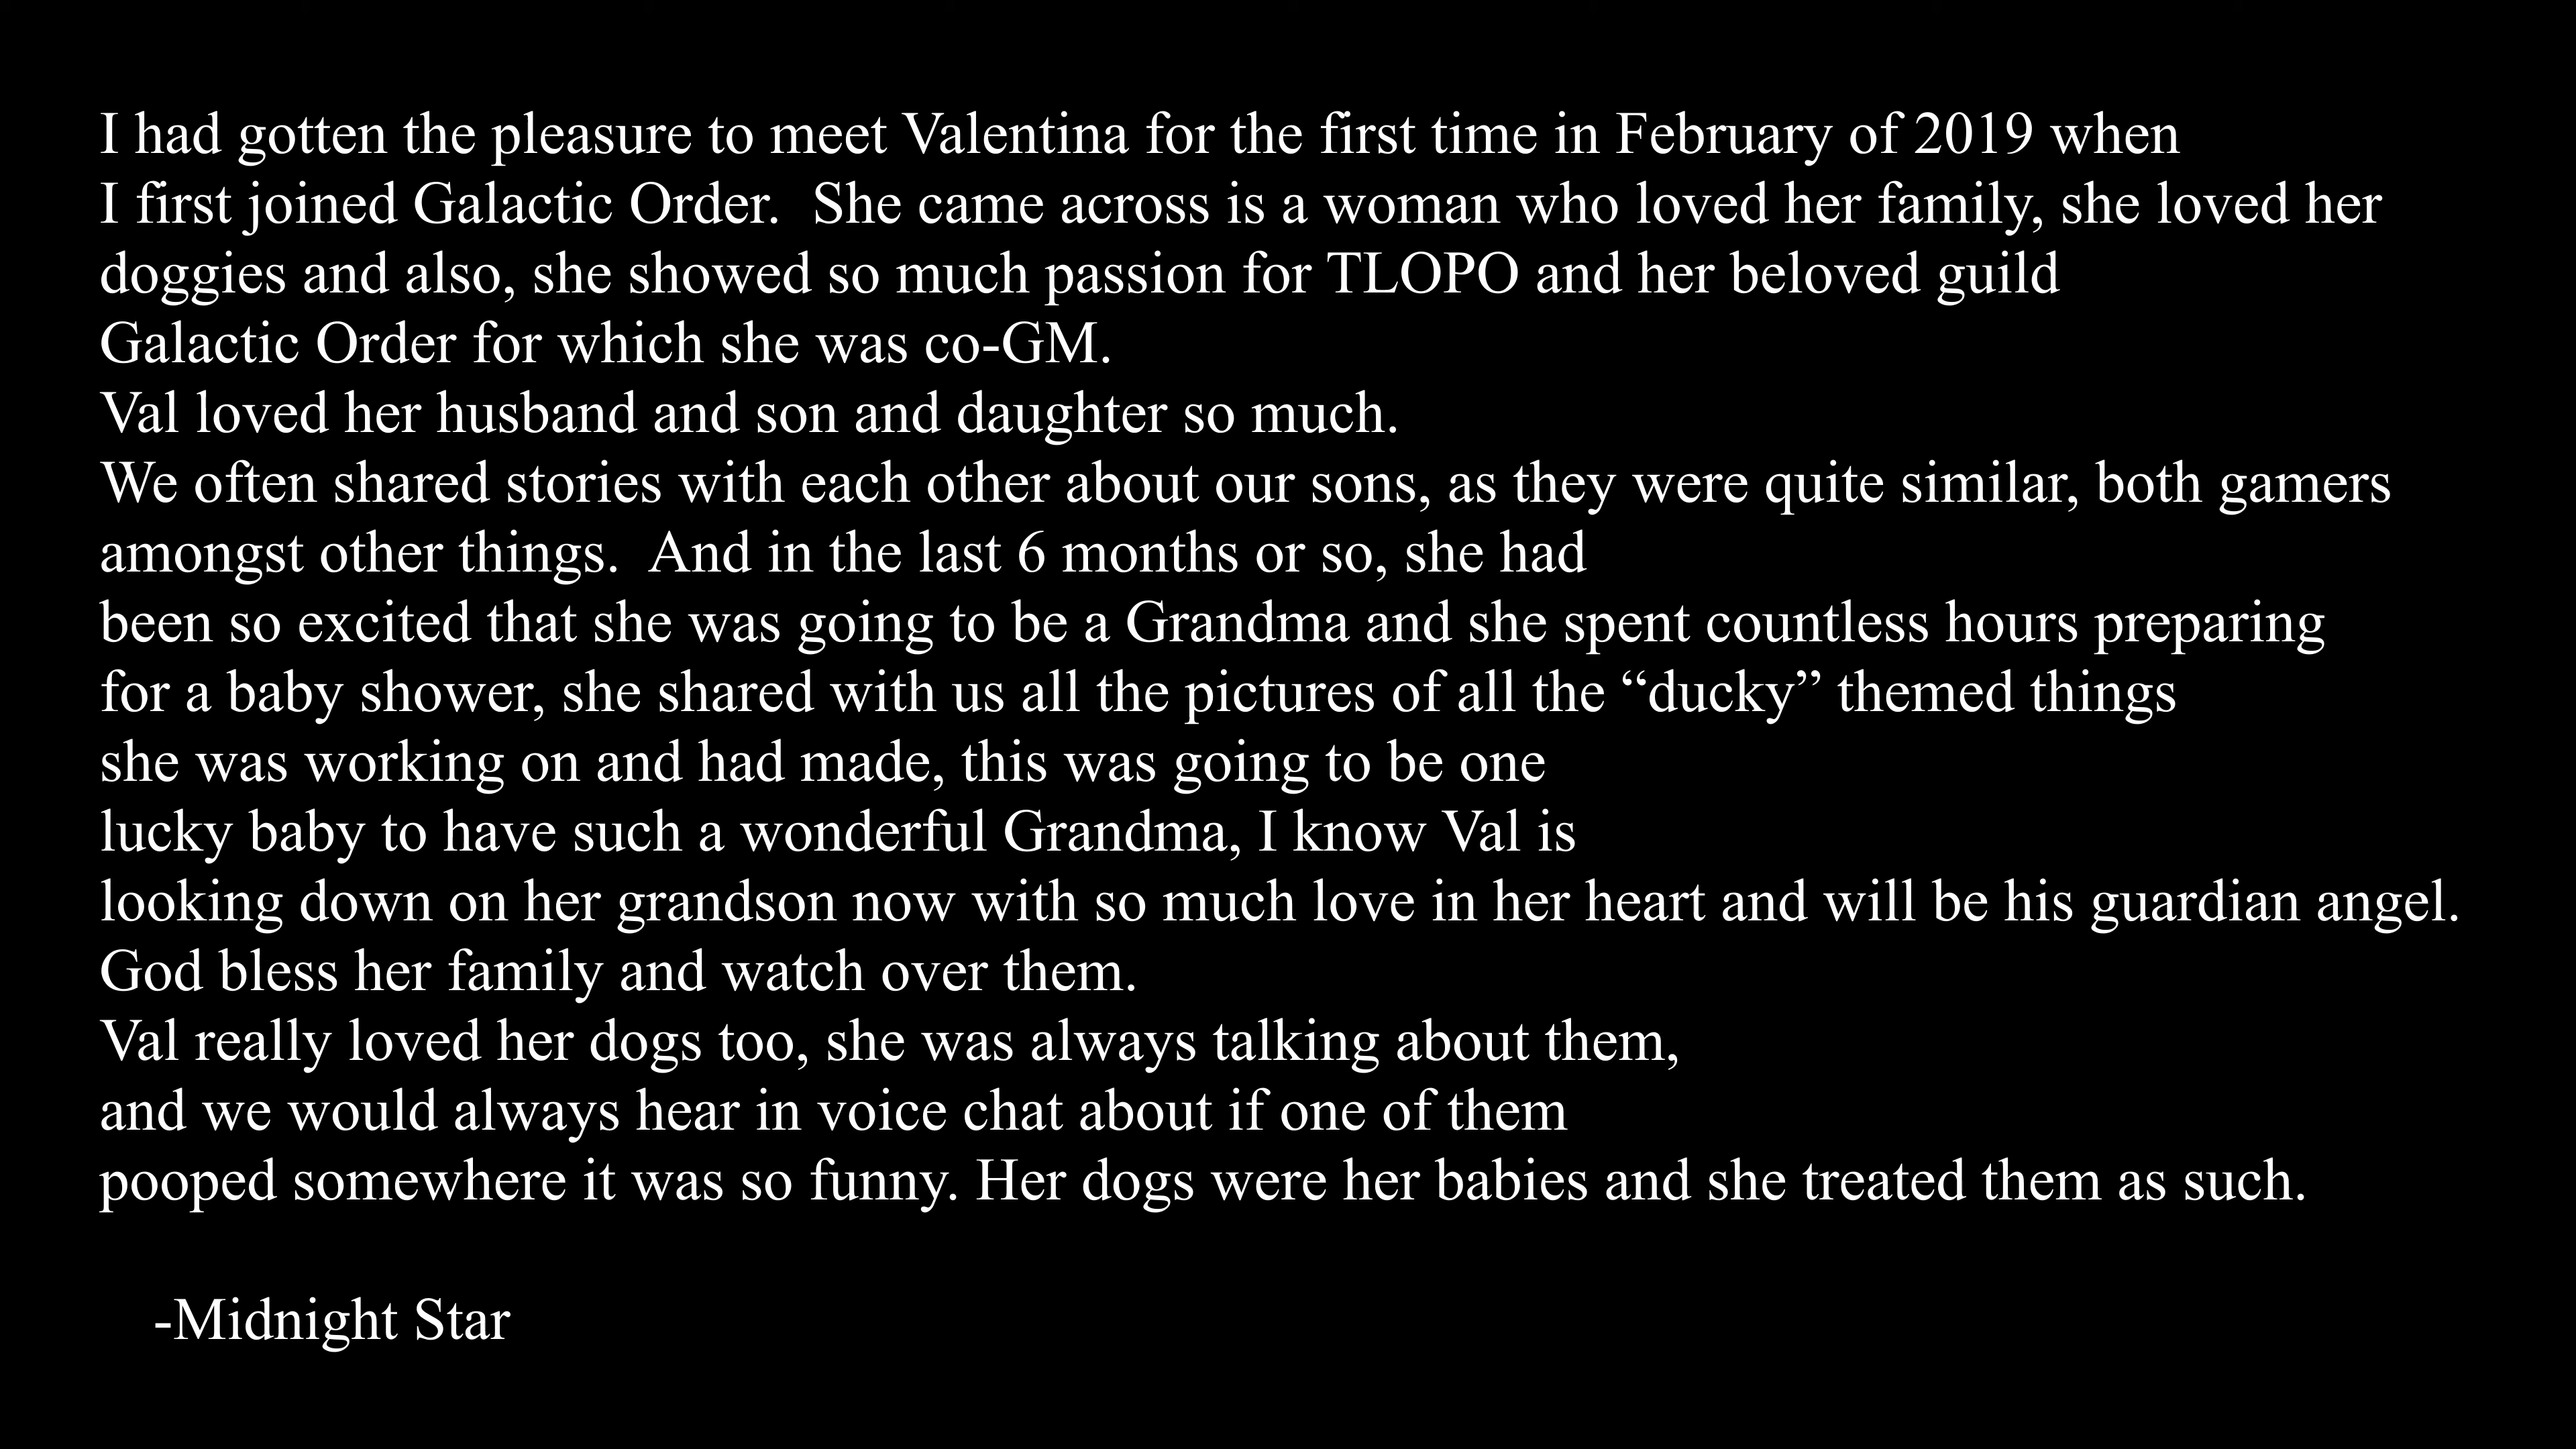 I had gotten the pleasure to meet Valentina for the first time in February of 2019 when
I first joined Galactic Order.  She came across is a woman who loved her family, she loved her
doggies and also, she showed so much passion for TLOPO and her beloved guild
Galactic Order for which she was co-GM.
Val loved her husband and son and daughter so much.
We often shared stories with each other about our sons, as they were quite similar, both gamers
amongst other things.  And in the last 6 months or so, she had
been so excited that she was going to be a Grandma and she spent countless hours preparing
for a baby shower, she shared with us all the pictures of all the “ducky” themed things
she was working on and had made, this was going to be one
lucky baby to have such a wonderful Grandma, I know Val is
looking down on her grandson now with so much love in her heart and will be his guardian angel.
God bless her family and watch over them.
Val really loved her dogs too, she was always talking about them,
and we would always hear in voice chat about if one of them
pooped somewhere it was so funny. Her dogs were her babies and she treated them as such.
-Midnight Star